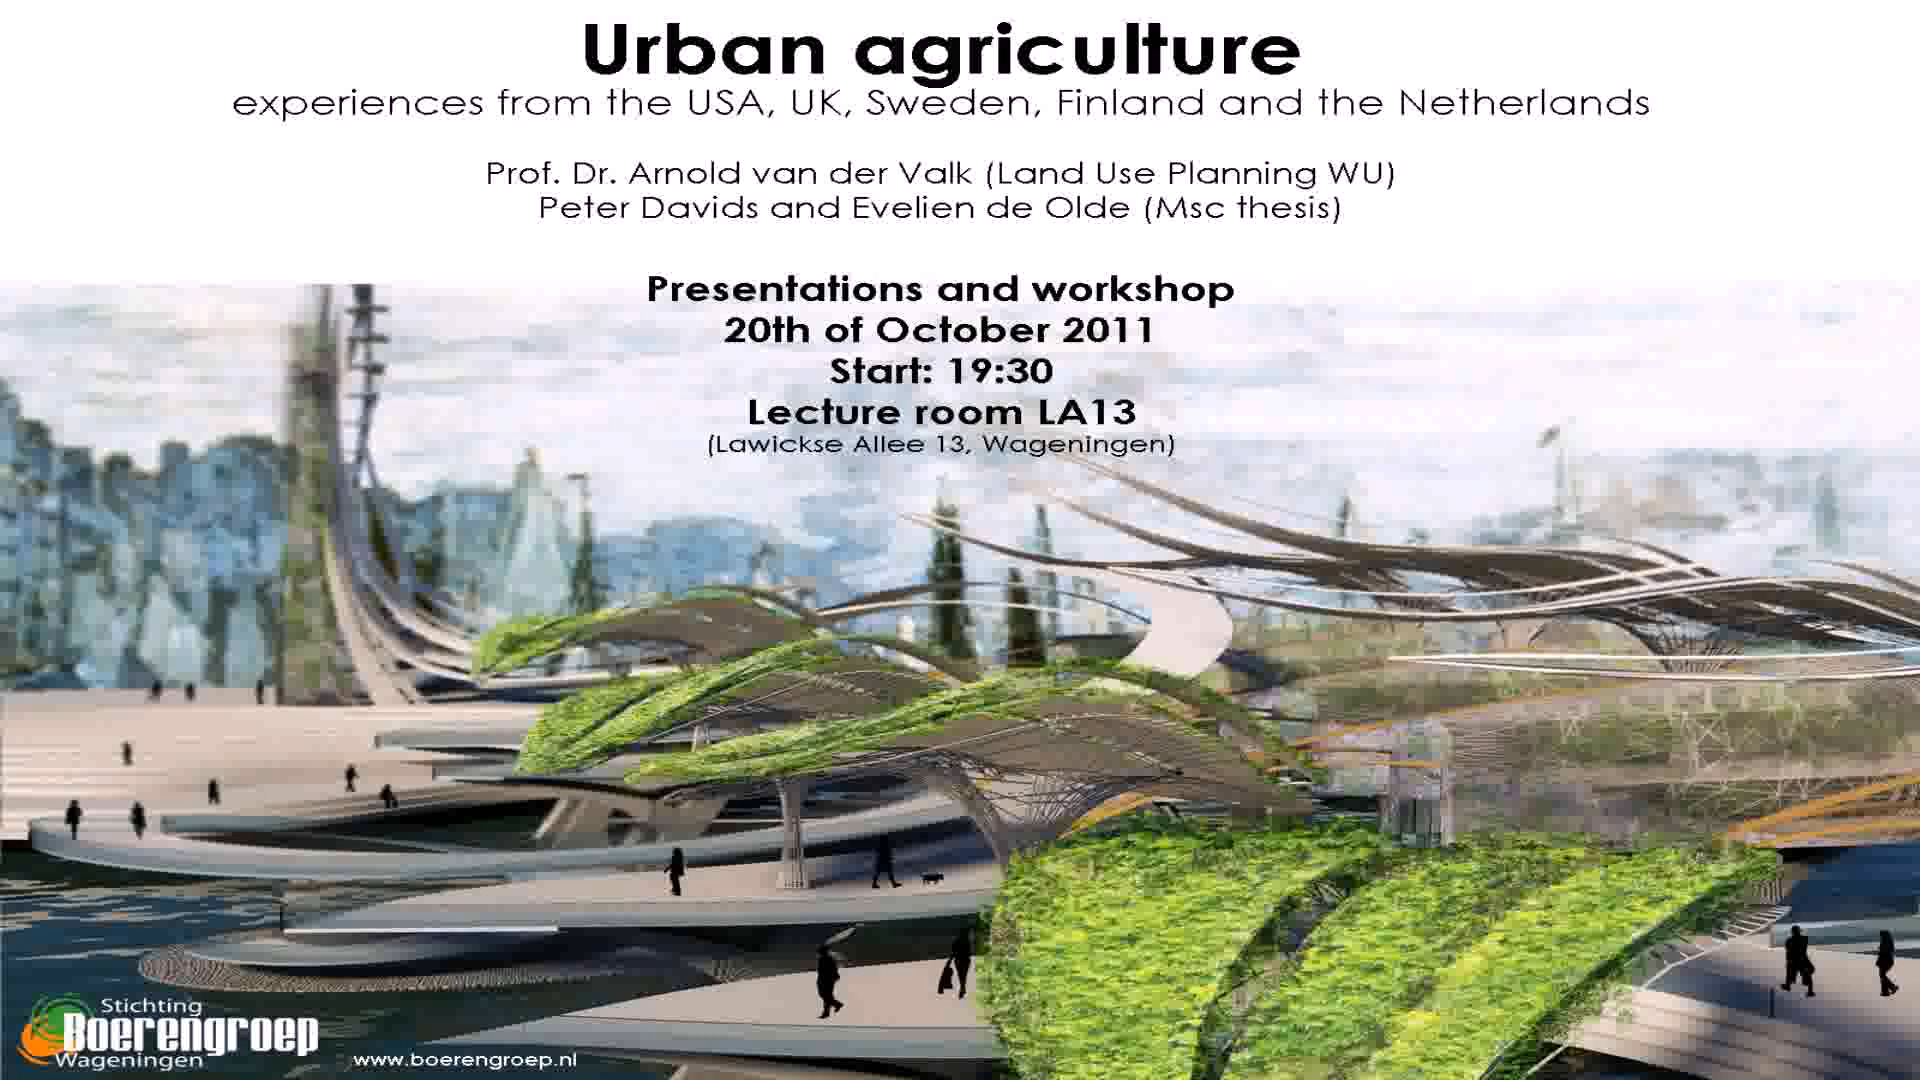 Urban agriculture
experiences from the USA, UK, Sweden, Finland and the Netherlands
Prof. Dr. Arnold van der Valk (Land Use Planning WU)
Peter Davids and Evelien de Olde (Msc thesis)
Presentations and workshop
20th of October 2011
Start: 19:30
Lecture room LA13
(Lawickse Allee 13, Wageningen)
Stichting
Boerengroep
Wageningen
www.boerengroep.nl